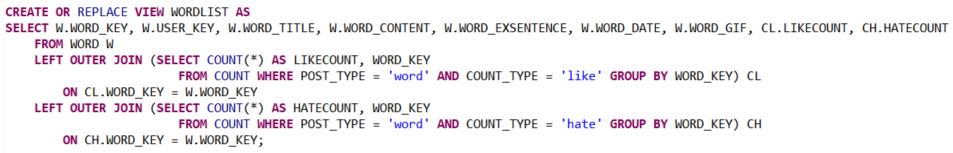 CREATE OR REPLACE VIEW WORDLIST AS
SELECT W.WORD_KEY, W.USER_KEY, W.WORD_TITLE, W.WORD_CONTENT, W.WORD_EXSENTENCE, W.WORD_DATE, W.WORD_GIF, CL.LIKECOUNT, CH.HATECOUNT
FROM WORD W
LEFT OUTER JOIN (SELECT COUNT(*) AS LIKECOUNT, WORD_KEY
FROM COUNT WHERE POST_TYPE = 'word' AND COUNT_TYPE = 'like' GROUP BY WORD_KEY) CL
ON CL.WORD_KEY = W.WORD_KEY
LEFT OUTER JOIN (SELECT COUNT(*) AS HATECOUNT, WORD_KEY
FROM COUNT WHERE POST_TYPE = 'word' AND COUNT_TYPE = 'hate' GROUP BY WORD_KEY) CH
ON CH.WORD_KEY = W.WORD_KEY;